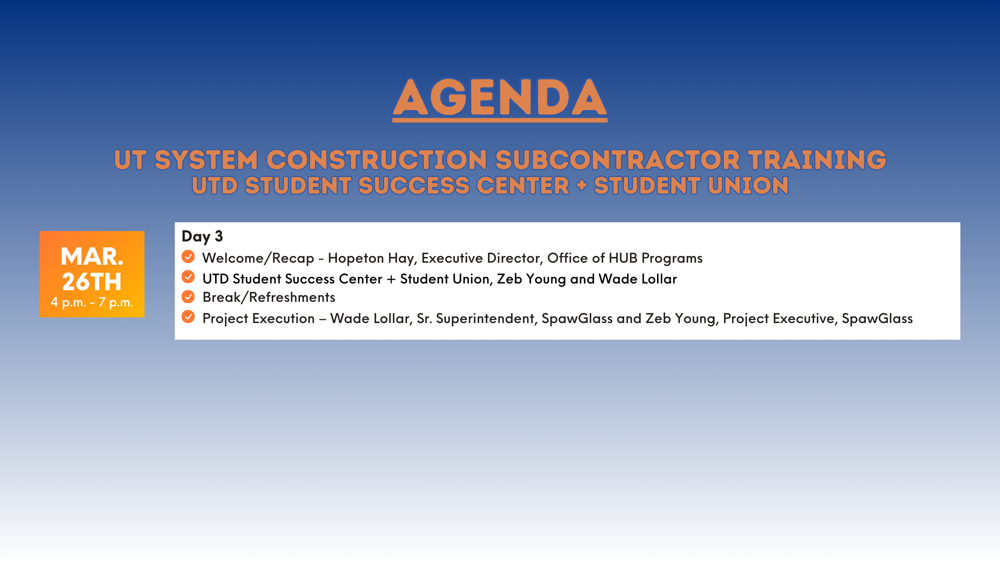 AGENDA
UT SYSTEM CONSTRUCTION SUBCONTRACTOR TRAINING
UTD STUDENT SUCCESS CENTER + STUDENT UNION
MAR.
26TH
4 p.m. - 7 p.m.
Day 3
Welcome/Recap - Hopeton Hay, Executive Director, Office of HUB Programs
UTD Student Success Center + Student Union, Zeb Young and Wade Lollar
Break/Refreshments
Project Execution – Wade Lollar, Sr. Superintendent, SpawGlass and Zeb Young, Project Executive, SpawGlass